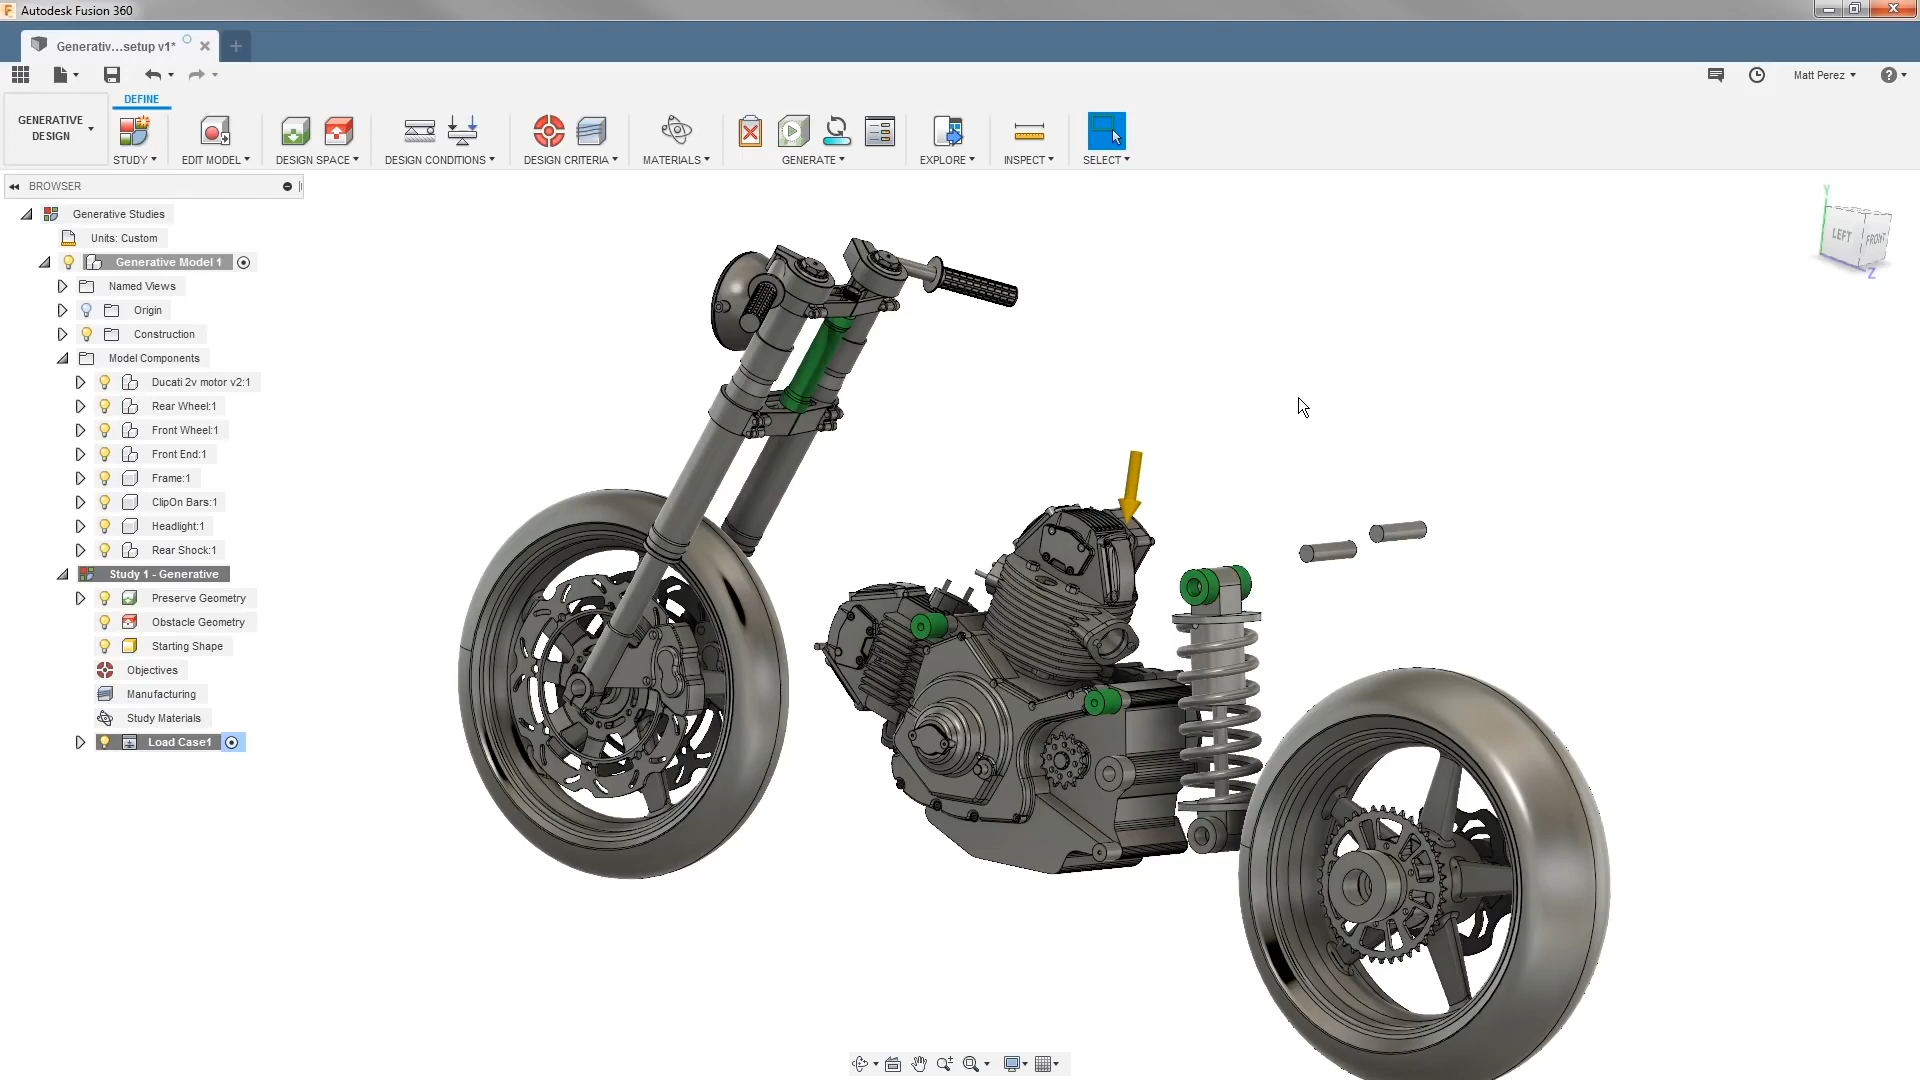 Autodesk Fusion 360
Generativ...setup v1*
Matt Perez
DEFINE
GENERATIVE
DESIGN
STUDY
EDIT MODEL
DESIGN SPACE
DESIGN CONDITIONS
DESIGN CRITERIA
MATERIALS
GENERATE
EXPLORE
INSPECT
SELECT
BROWSER
Generative Studies
Units: Custom
Generative Model 1
Named Views
Origin
Construction
Model Components
Ducati 2v motor v2:1
Rear Wheel:1
Front Wheel:1
Front End:1
Frame:1
ClipOn Bars:1
Headlight:1
Rear Shock:1
Study 1 - Generative
Preserve Geometry
Obstacle Geometry
Starting Shape
Objectives
Manufacturing
Study Materials
Load Case1
Y
LEFT
FRONT
Z